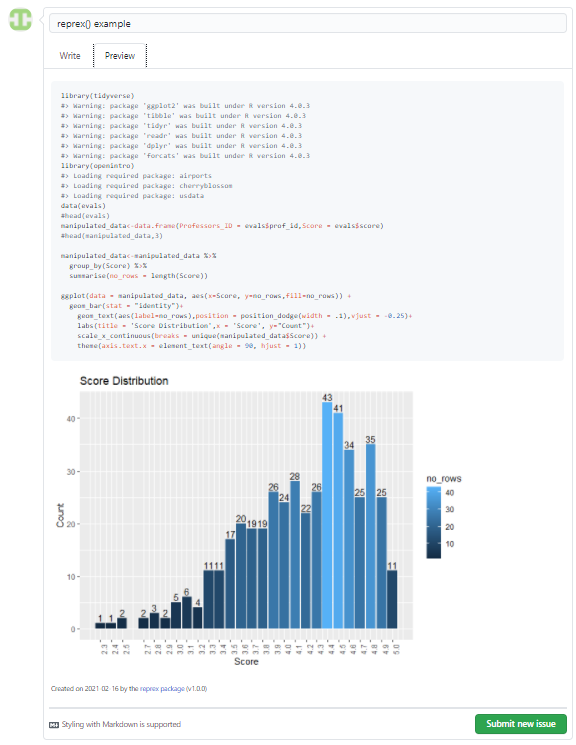 reprex() example
Write Preview
library(tidyverse)
#> Warning: package 'ggplot2' was built under R version 4.0.3
#> Warning: package 'tibble' was built under R version 4.0.3
#> Warning: package 'tidyr' was built under R version 4.0.3
#> Warning: package 'readr' was built under R version 4.0.3
#> Warning: package 'dplyr' was built under R version 4.0.3
#> Warning: package 'forcats' was built under R version 4.0.3
library(openintro)
#> Loading required package: airports
#> Loading required package: cherryblossom
#> Loading required package: usdata
data(evals)
#head(evals)
manipulated_data<-data.frame(Professors_ID = evals$prof_id,Score = evals$score)
#head(manipulated_data,3)
manipulated_data<-manipulated_data %>%
group_by(Score) %>%
summarise(no_rows = length(Score))
ggplot(data = manipulated_data, aes(x=Score, y=no_rows,fill=no_rows)) +
geom_bar(stat = "identity")+
geom_text(aes(label=no_rows),position = position_dodge(width = .1),vjust = -0.25)+
labs(title = 'Score Distribution',x = 'Score', y="Count")+
scale_x_continuous(breaks = unique(manipulated_data$Score)) +
theme(axis.text.x = element_text(angle = 90, hjust = 1))
Score Distribution
Count
40
30
20
10
0
1 1 2 2 3 2 5 6 4 11 11 17 20 19 19 26 24 28 22 26 43 41 34 25 35 25 11
2.3 2.4 2.5 2.7 2.8 2.9 3.0 3.1 3.2 3.3 3.4 3.5 3.6 3.7 3.8 3.9 4.0 4.1 4.2 4.3 4.4 4.5 4.6 4.7 4.8 4.9 5.0
Score
no_rows
40
30
20
10
Created on 2021-02-16 by the reprex package (v1.0.0)
Styling with Markdown is supported
Submit new issue